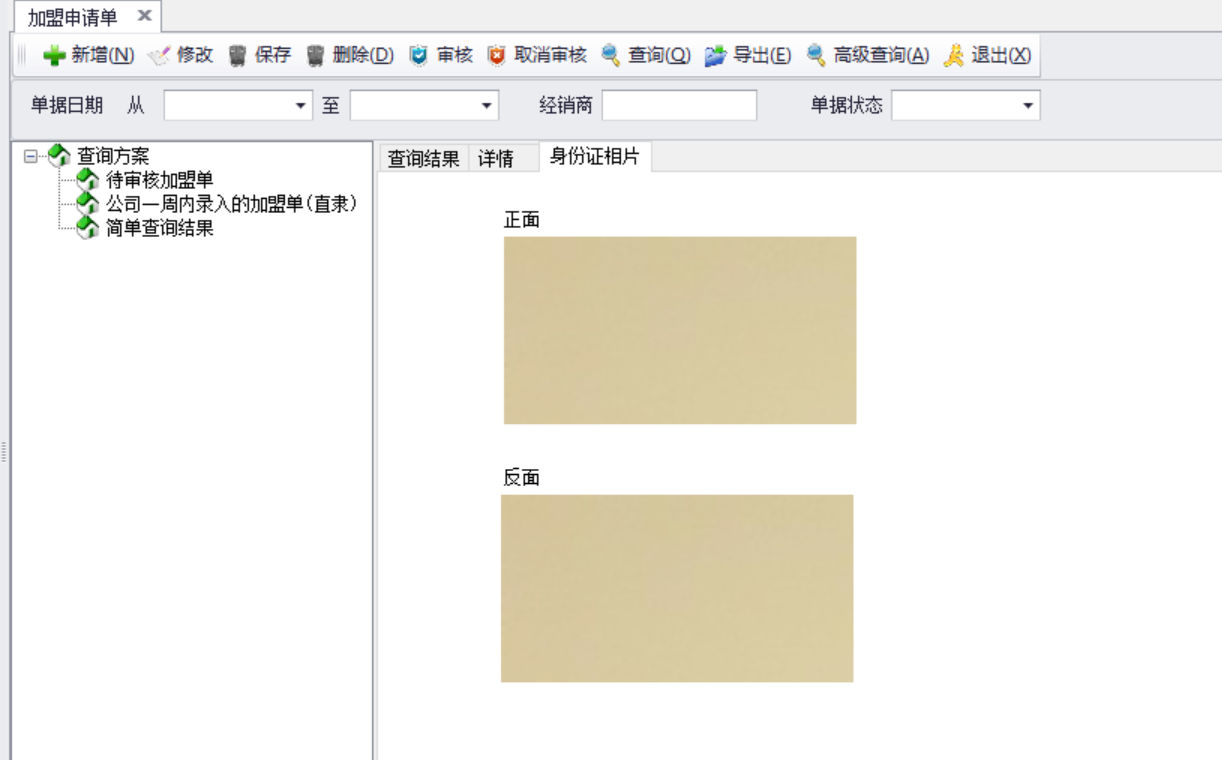 加盟申请单
新增(N) 修改 保存 删除(D) 审核 取消审核 查询(Q) 导出(E) 高级查询(A) 退出(X)
单据日期 从 至 经销商 单据状态
查询方案
待审核加盟单
公司一周内录入的加盟单(直隶)
简单查询结果
查询结果 详情 身份证相片
正面
反面